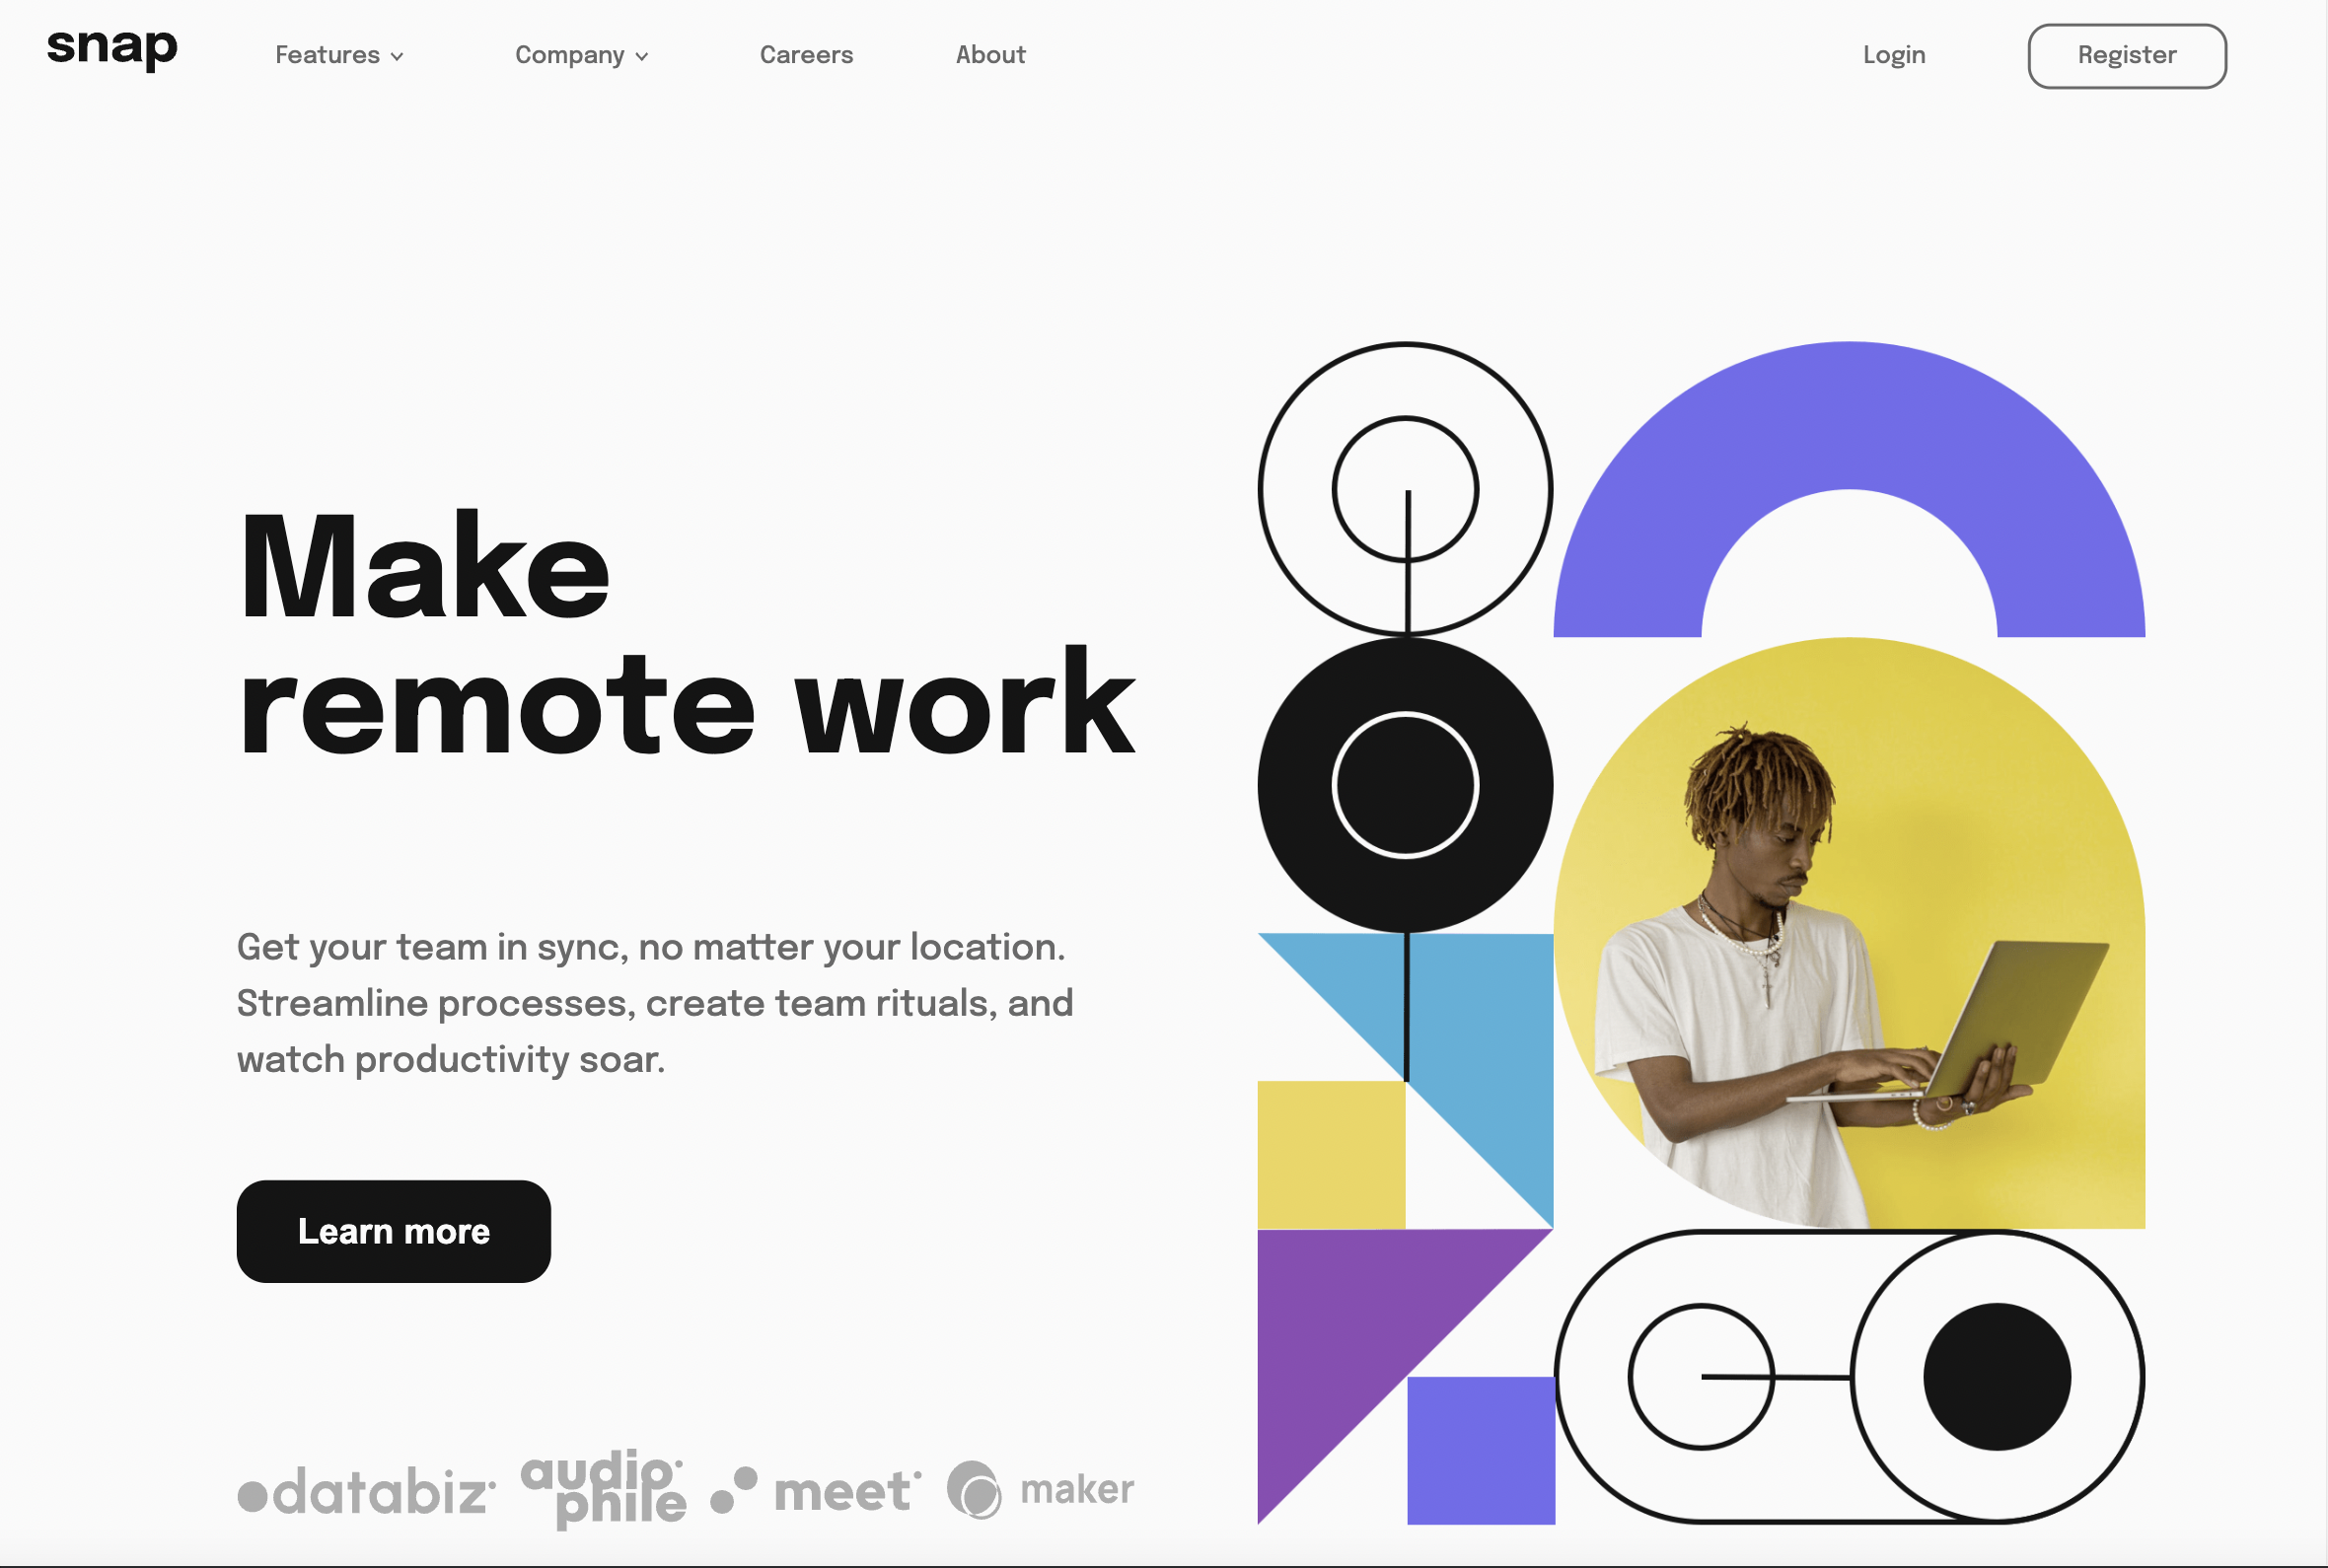 snap
Features
Company
Careers
About
Login
Register
Make
remote work
Get your team in sync, no matter your location.
Streamline processes, create team rituals, and
watch productivity soar.
Learn more
databiz
audio
phile
meet
maker